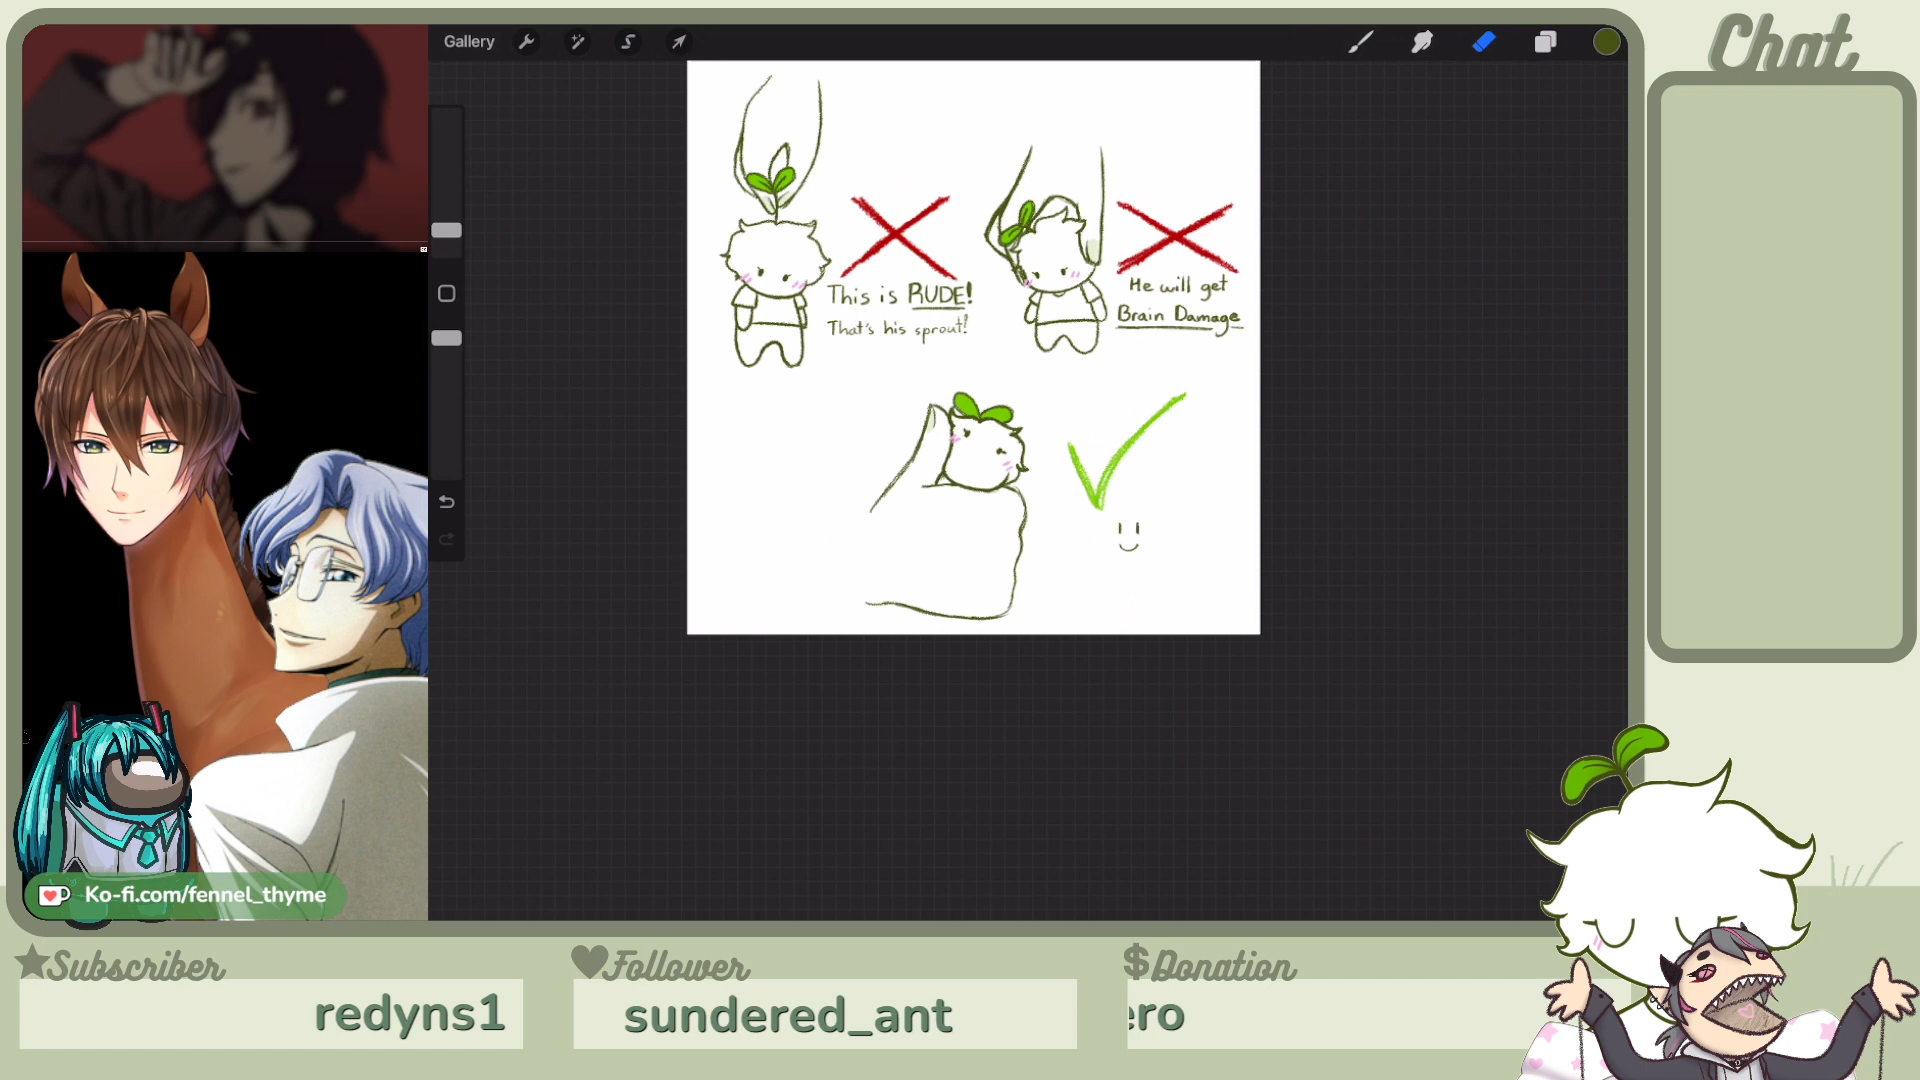 Chat
Gallery
This is RUDE!
That's his sprout!
He will get
Brain Damage
Ko-fi.com/fennel_thyme
Subscriber
Follower
$Donation
redyns1
sundered_ant
ero